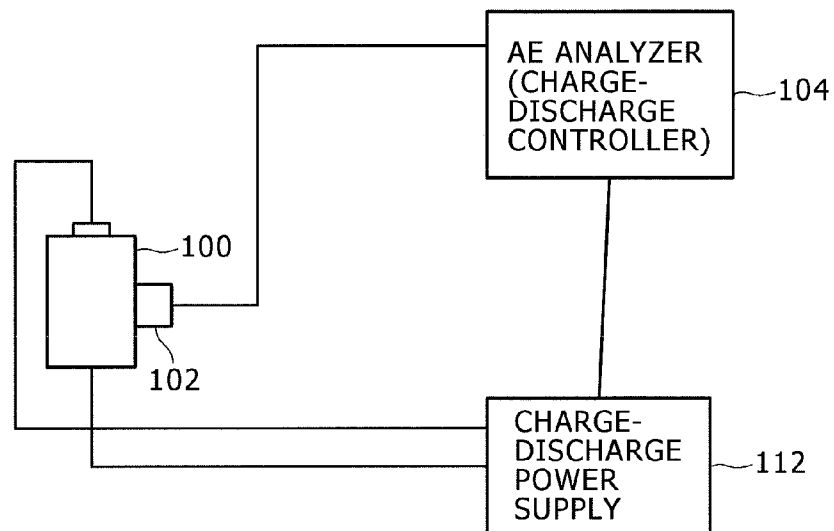 AE ANALYZER
(CHARGE-
DISCHARGE
CONTROLLER)
104
100
102
CHARGE-
DISCHARGE
POWER
SUPPLY
112